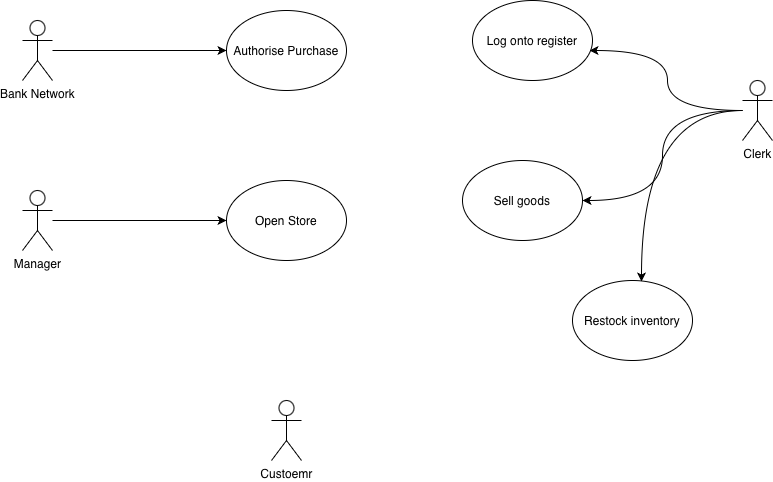 Log onto register
Authorise Purchase
Bank Network
Clerk
Sell goods
Open Store
Manager
Restock inventory
Custoemr